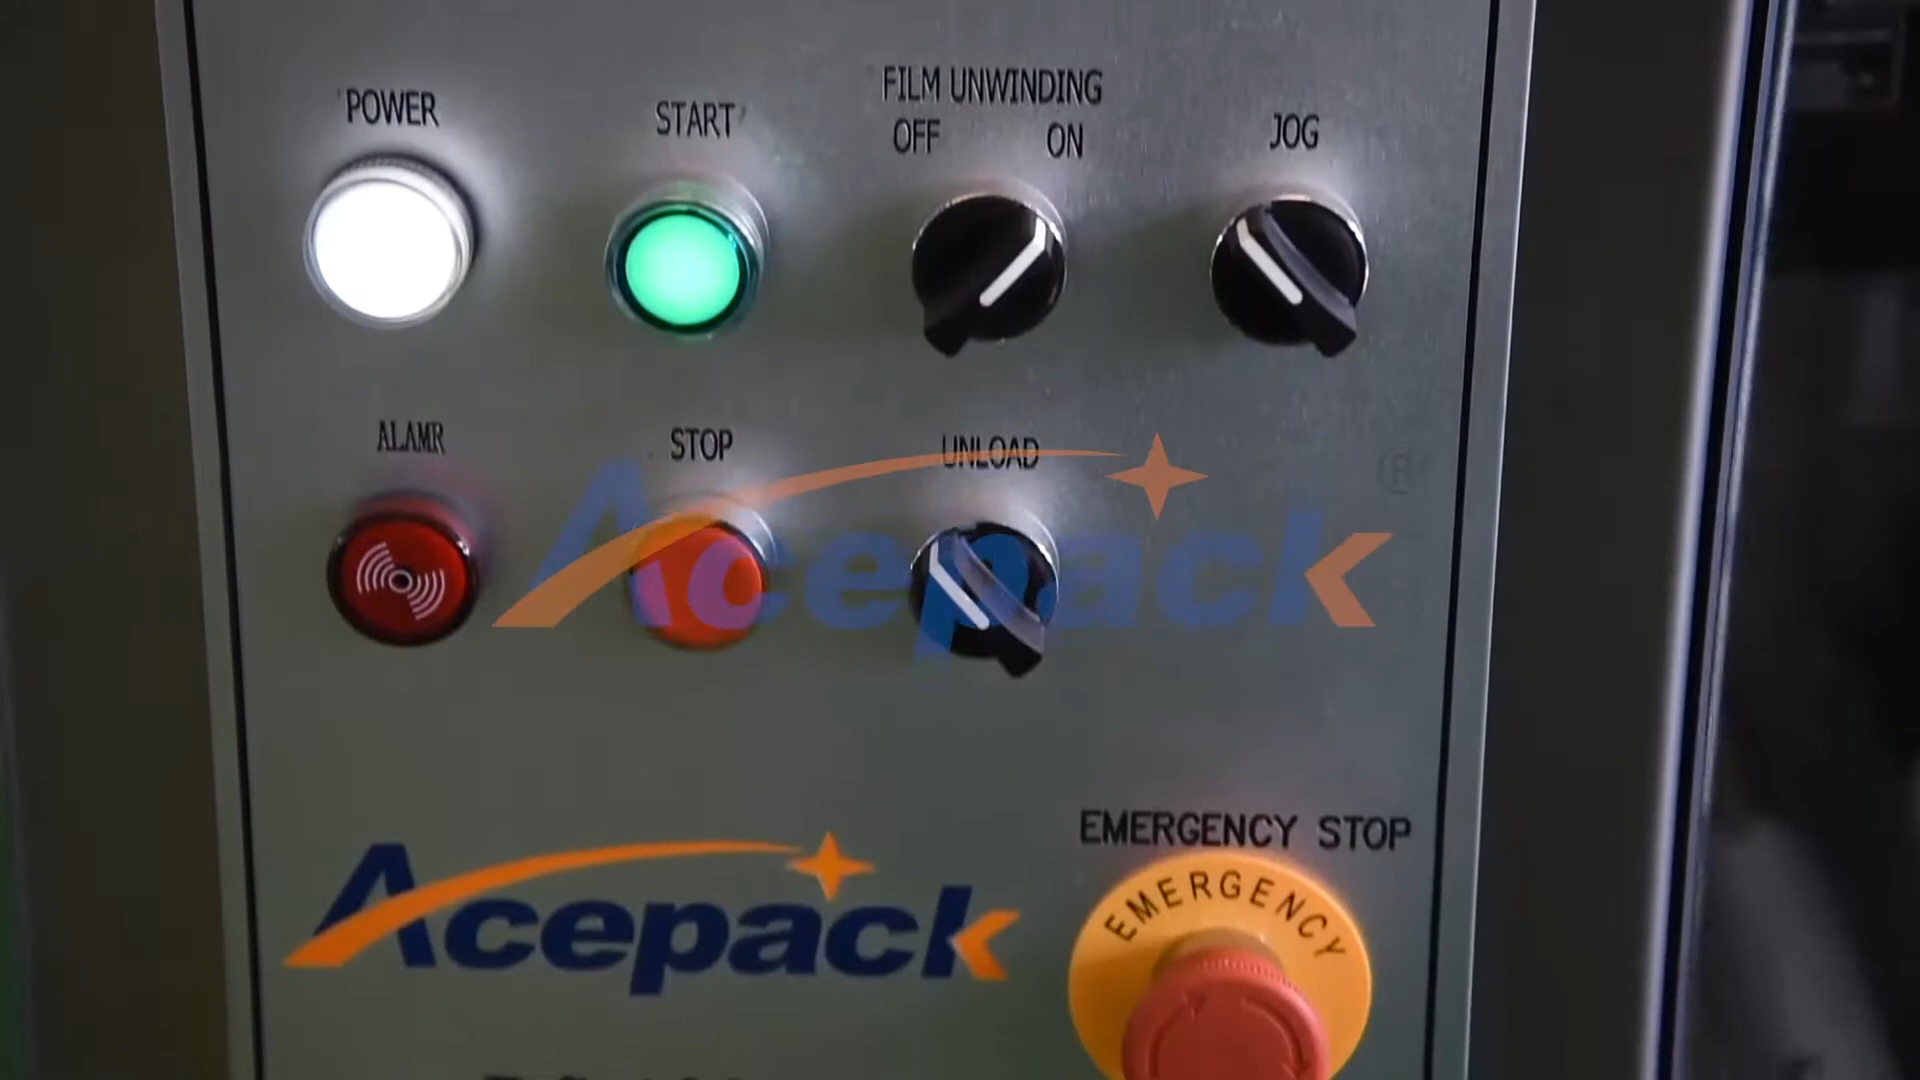 POWER
START
FILM UNWINDING
OFF ON
JOG
ALAMR
STOP
UNLOAD
Acepack
®
EMERGENCY STOP
EMERGENCY
Acepack